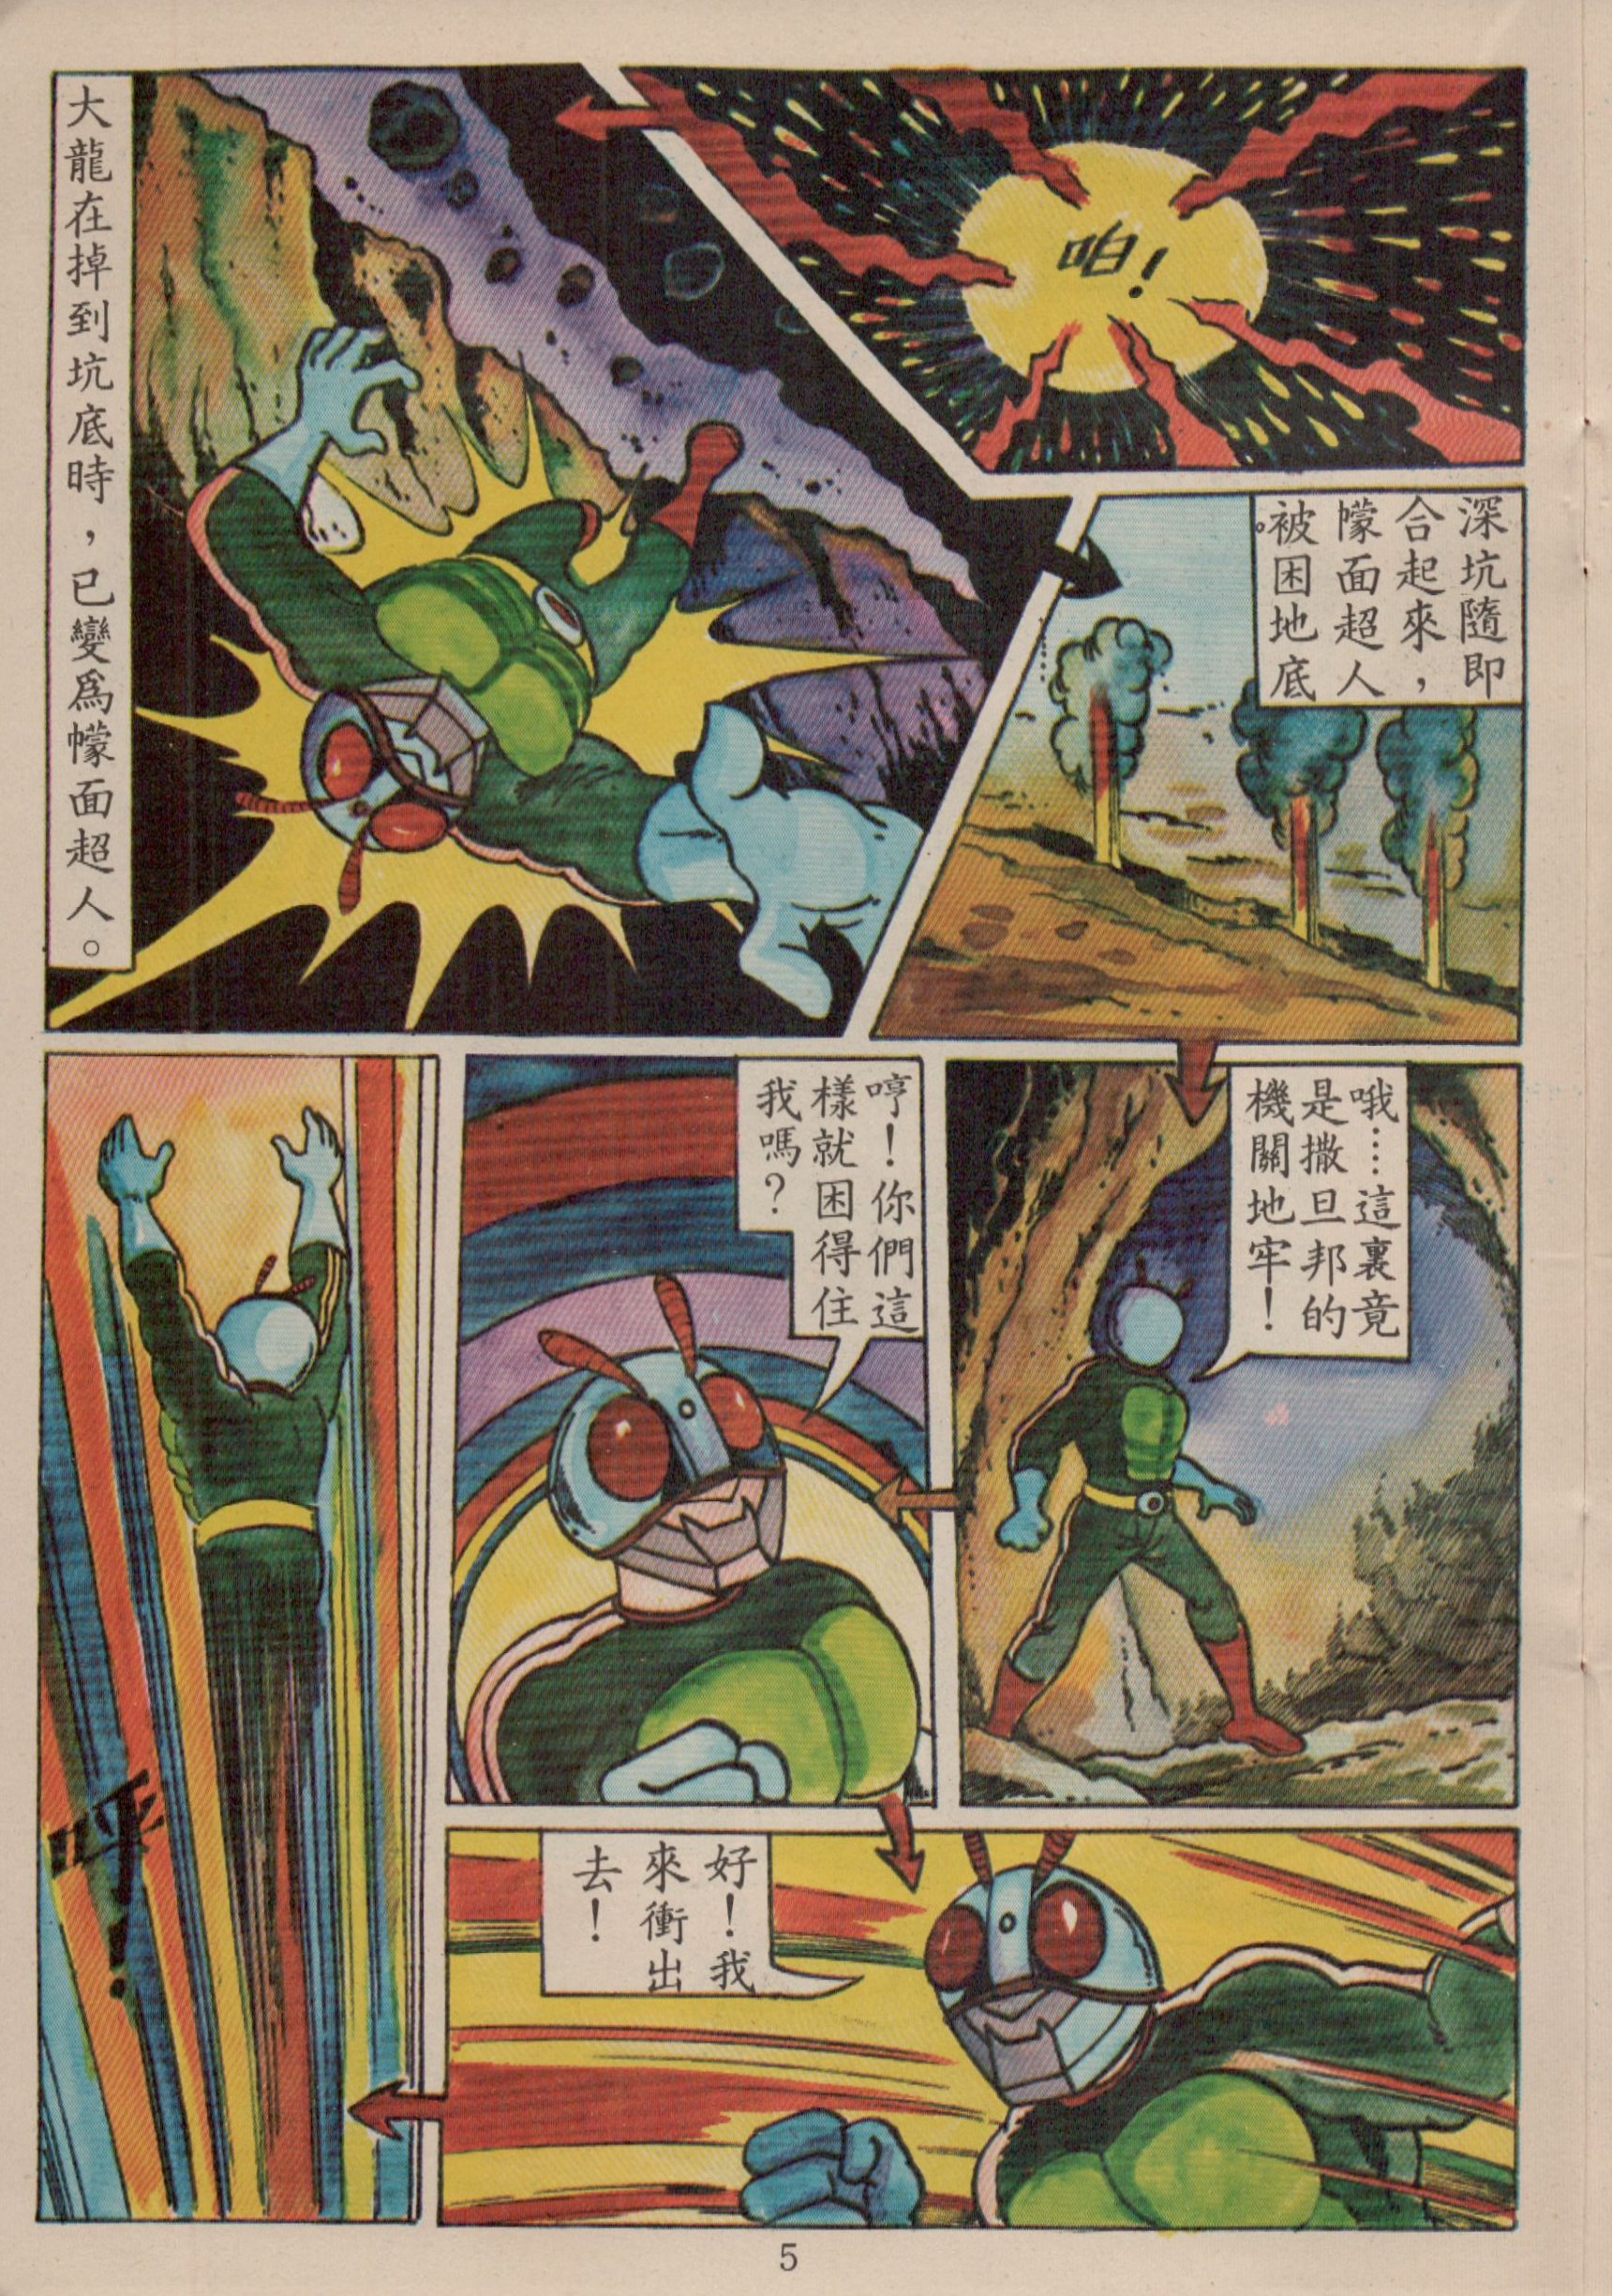 咱！
大龍在掉到坑底時，已變爲幪面超人。
深坑隨即
合起來，
幪面超人
被困地底。
哦…這裏竟
是撒旦邦的
機關地牢！
哼！你們這
樣就困得住
我嗎？
好！我
來衝出
去！
呼！
5